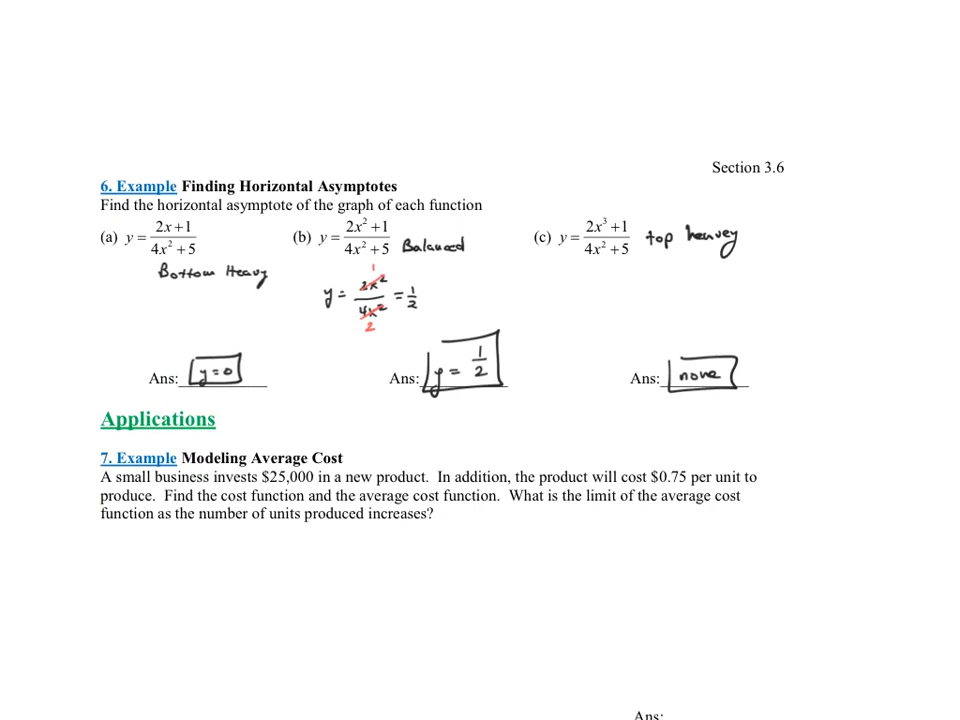 Section 3.6
6. Example Finding Horizontal Asymptotes
Find the horizontal asymptote of the graph of each function
(a) y = (2x+1)/(4x²+5) (b) y = (2x²+1)/(4x²+5) Balanced (c) y = (2x³+1)/(4x²+5) top heavey
Bottom Heavy
1
y = 2x²/4x² = 1/2
2
Ans: y=0 Ans: y = 1/2 Ans: none
Applications
7. Example Modeling Average Cost
A small business invests $25,000 in a new product. In addition, the product will cost $0.75 per unit to
produce. Find the cost function and the average cost function. What is the limit of the average cost
function as the number of units produced increases?
Ans: